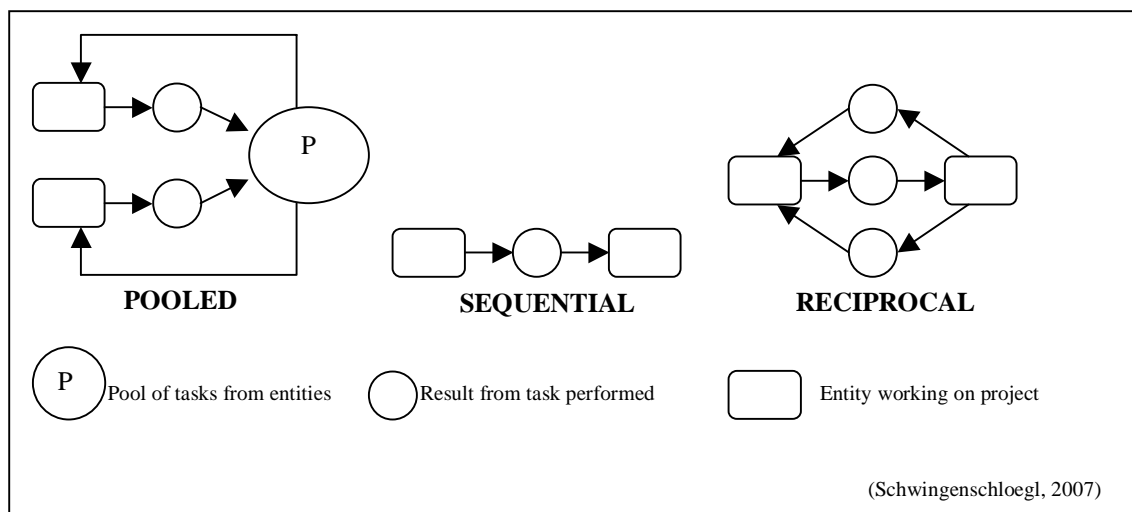 P
POOLED
SEQUENTIAL
RECIPROCAL
P
Pool of tasks from entities
Result from task performed
Entity working on project
(Schwingenschloegl, 2007)